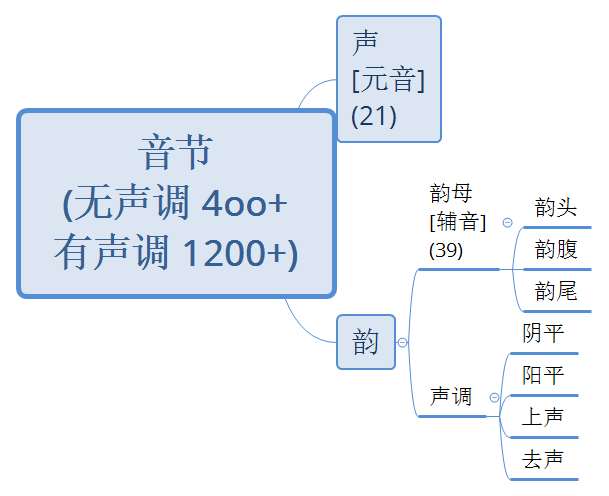 音节
(无声调 4oo+
有声调 1200+)
声
[元音]
(21)
韵
韵母
[辅音]
(39)
韵头
韵腹
韵尾
声调
阴平
阳平
上声
去声